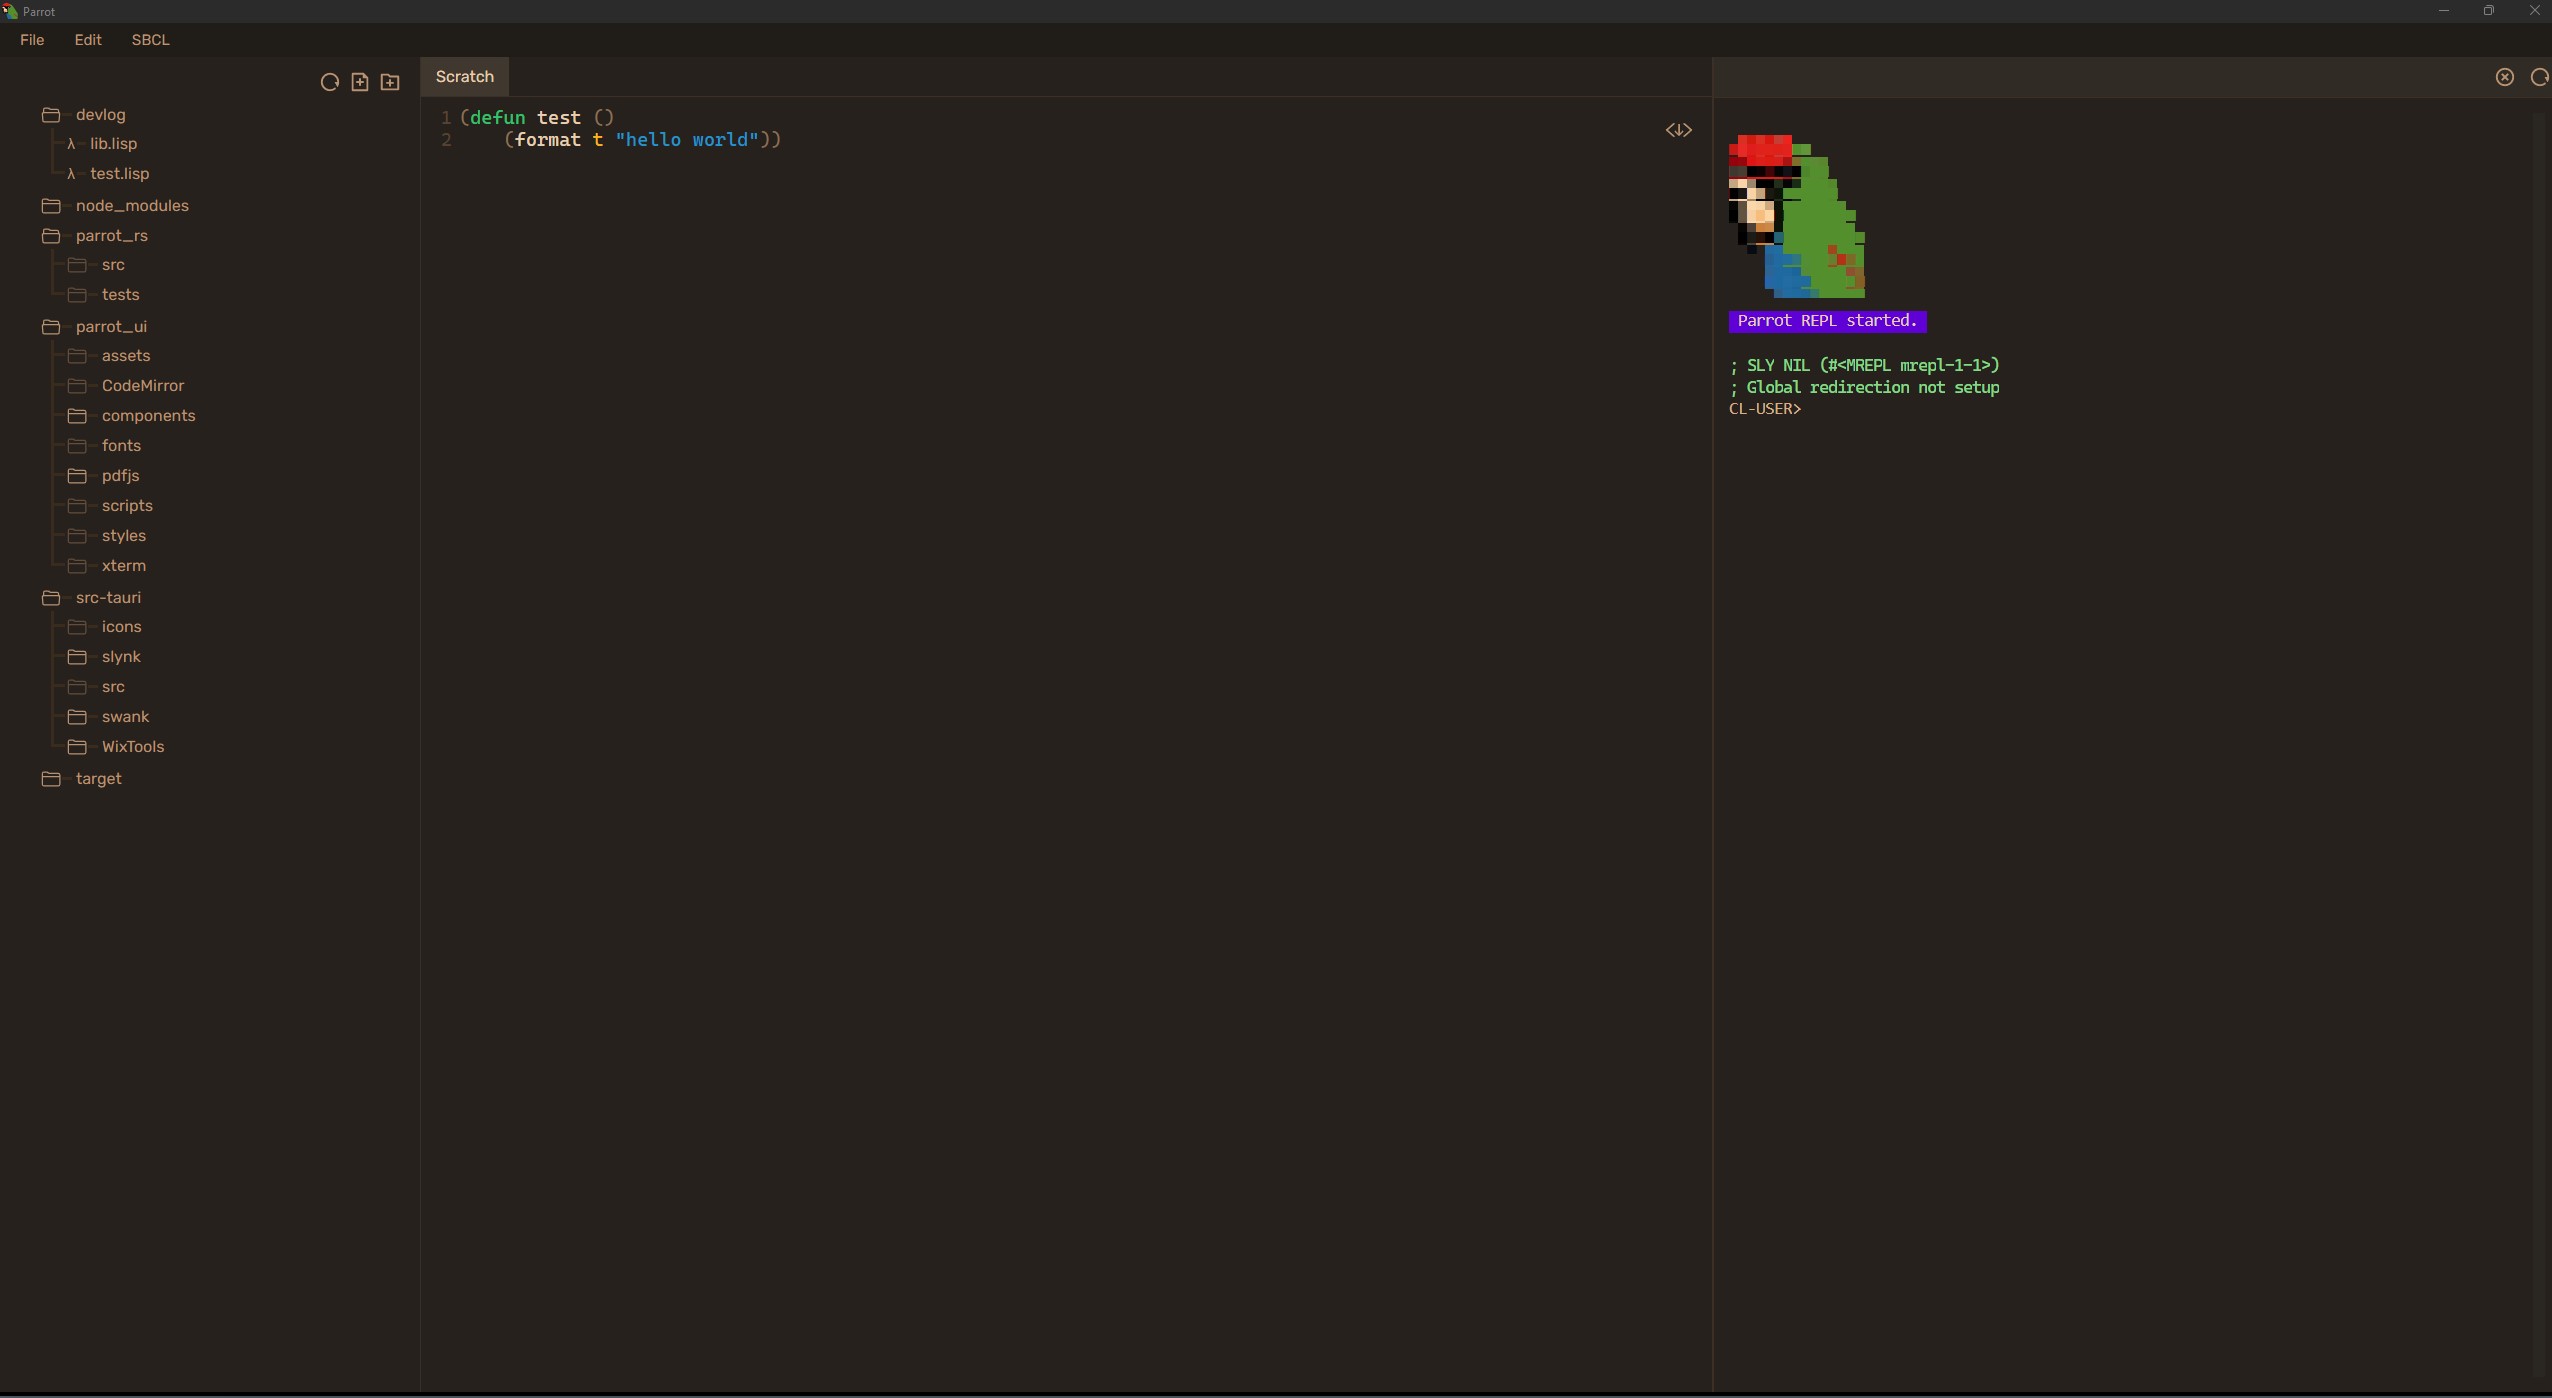 Parrot
File Edit SBCL
devlog
λ lib.lisp
λ test.lisp
node_modules
parrot_rs
src
tests
parrot_ui
assets
CodeMirror
components
fonts
pdfjs
scripts
styles
xterm
src-tauri
icons
slynk
src
swank
WixTools
target
Scratch
1 (defun test ()
2     (format t "hello world"))
Parrot REPL started.
; SLY NIL (#<MREPL mrepl-1-1>)
; Global redirection not setup
CL-USER>